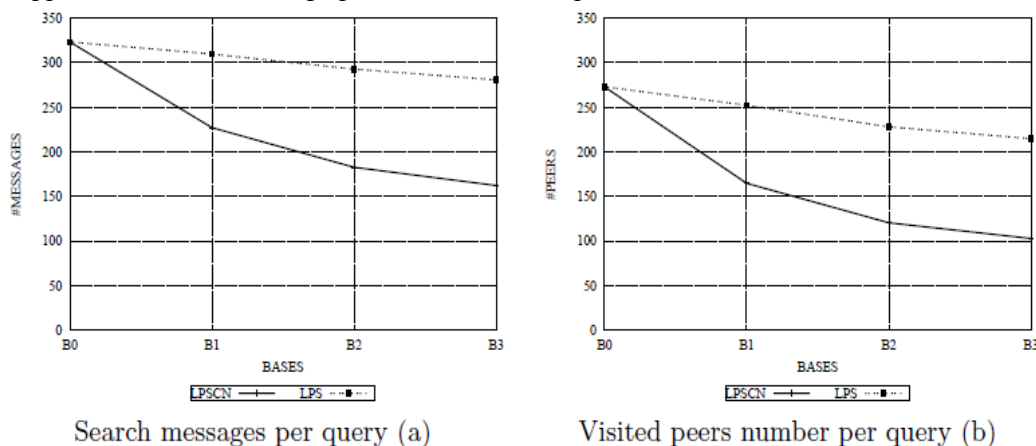 350
300
250
200
150
100
50
0
#MESSAGES
B0 B1 B2 B3
BASES
LPSCN LPS
Search messages per query (a)
350
300
250
200
150
100
50
0
#PEERS
B0 B1 B2 B3
BASES
LPSCN LPS
Visited peers number per query (b)